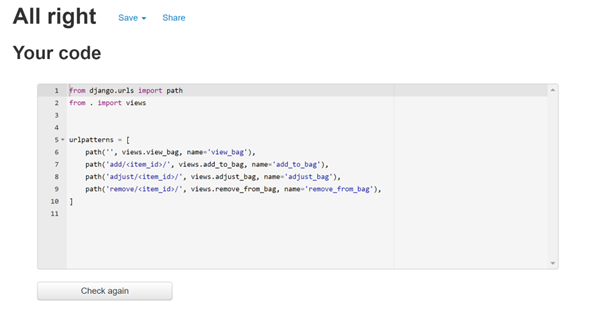 All right Save Share
Your code
1 from django.urls import path
2 from . import views
3
4
5 urlpatterns = [
6     path('', views.view_bag, name='view_bag'),
7     path('add/<item_id>/', views.add_to_bag, name='add_to_bag'),
8     path('adjust/<item_id>/', views.adjust_bag, name='adjust_bag'),
9     path('remove/<item_id>/', views.remove_from_bag, name='remove_from_bag'),
10 ]
11
Check again